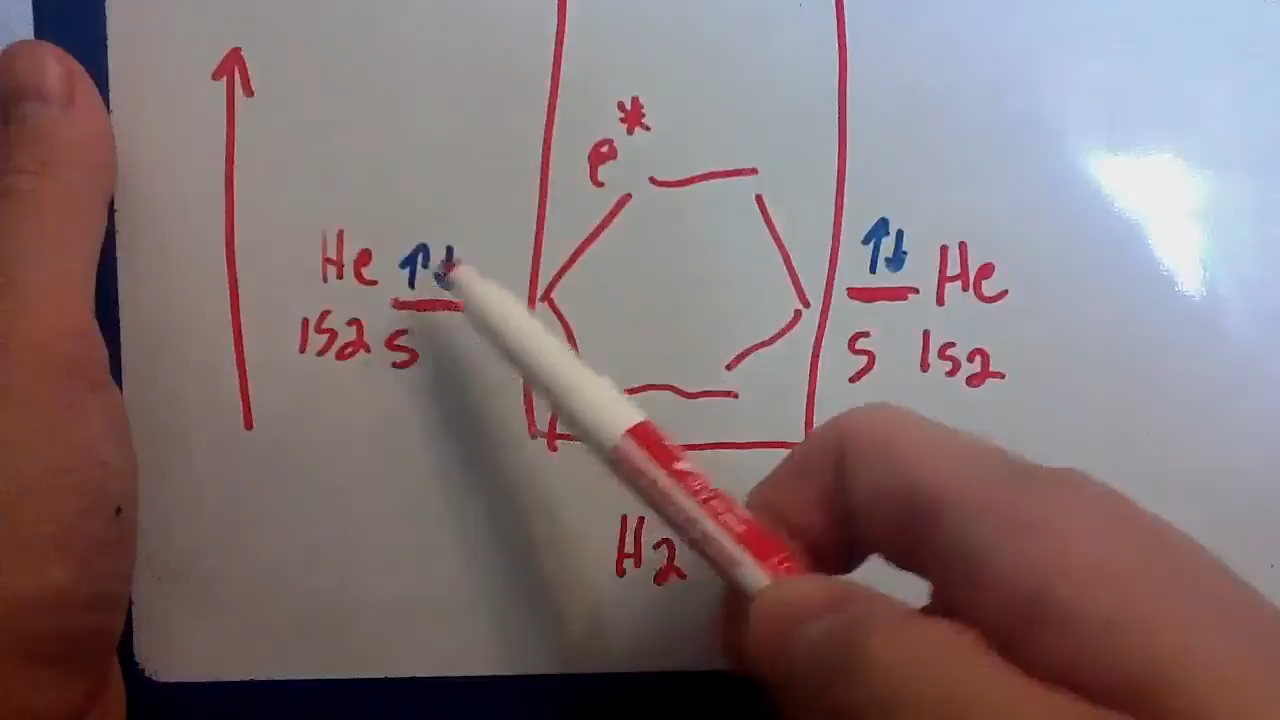 e*
He ↑↓
↑↓ He
1s2 s
s 1s2
H2